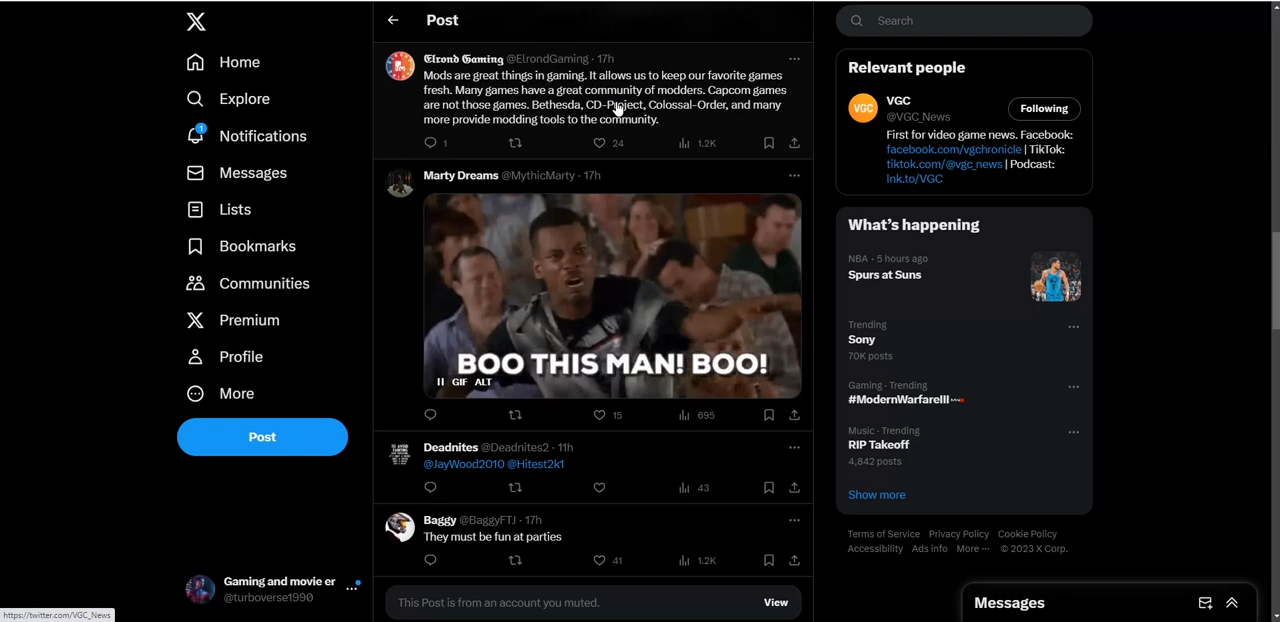 Home
Explore
1
Notifications
Messages
Lists
Bookmarks
Communities
Premium
Profile
More
Post
Gaming and movie er
@turboverse1990
https://twitter.com/VGC_News
Post
Elrond Gaming @ElrondGaming · 17h
Mods are great things in gaming. It allows us to keep our favorite games
fresh. Many games have a great community of modders. Capcom games
are not those games. Bethesda, CD-Project, Colossal-Order, and many
more provide modding tools to the community.
1 24 1.2K
Marty Dreams @MythicMarty · 17h
BOO THIS MAN! BOO!
GIF ALT
15 695
Deadnites @Deadnites2 · 11h
@JayWood2010 @Hitest2k1
43
Baggy @BaggyFTJ · 17h
They must be fun at parties
41 1.2K
This Post is from an account you muted. View
Search
Relevant people
VGC
@VGC_News
Following
VGC
First for video game news. Facebook:
facebook.com/vgchronicle | TikTok:
tiktok.com/@vgc_news | Podcast:
lnk.to/VGC
What's happening
NBA · 5 hours ago
Spurs at Suns
Trending
Sony
70K posts
Gaming · Trending
#ModernWarfareIII
Music · Trending
RIP Takeoff
4,842 posts
Show more
Terms of Service Privacy Policy Cookie Policy
Accessibility Ads info More ··· © 2023 X Corp.
Messages